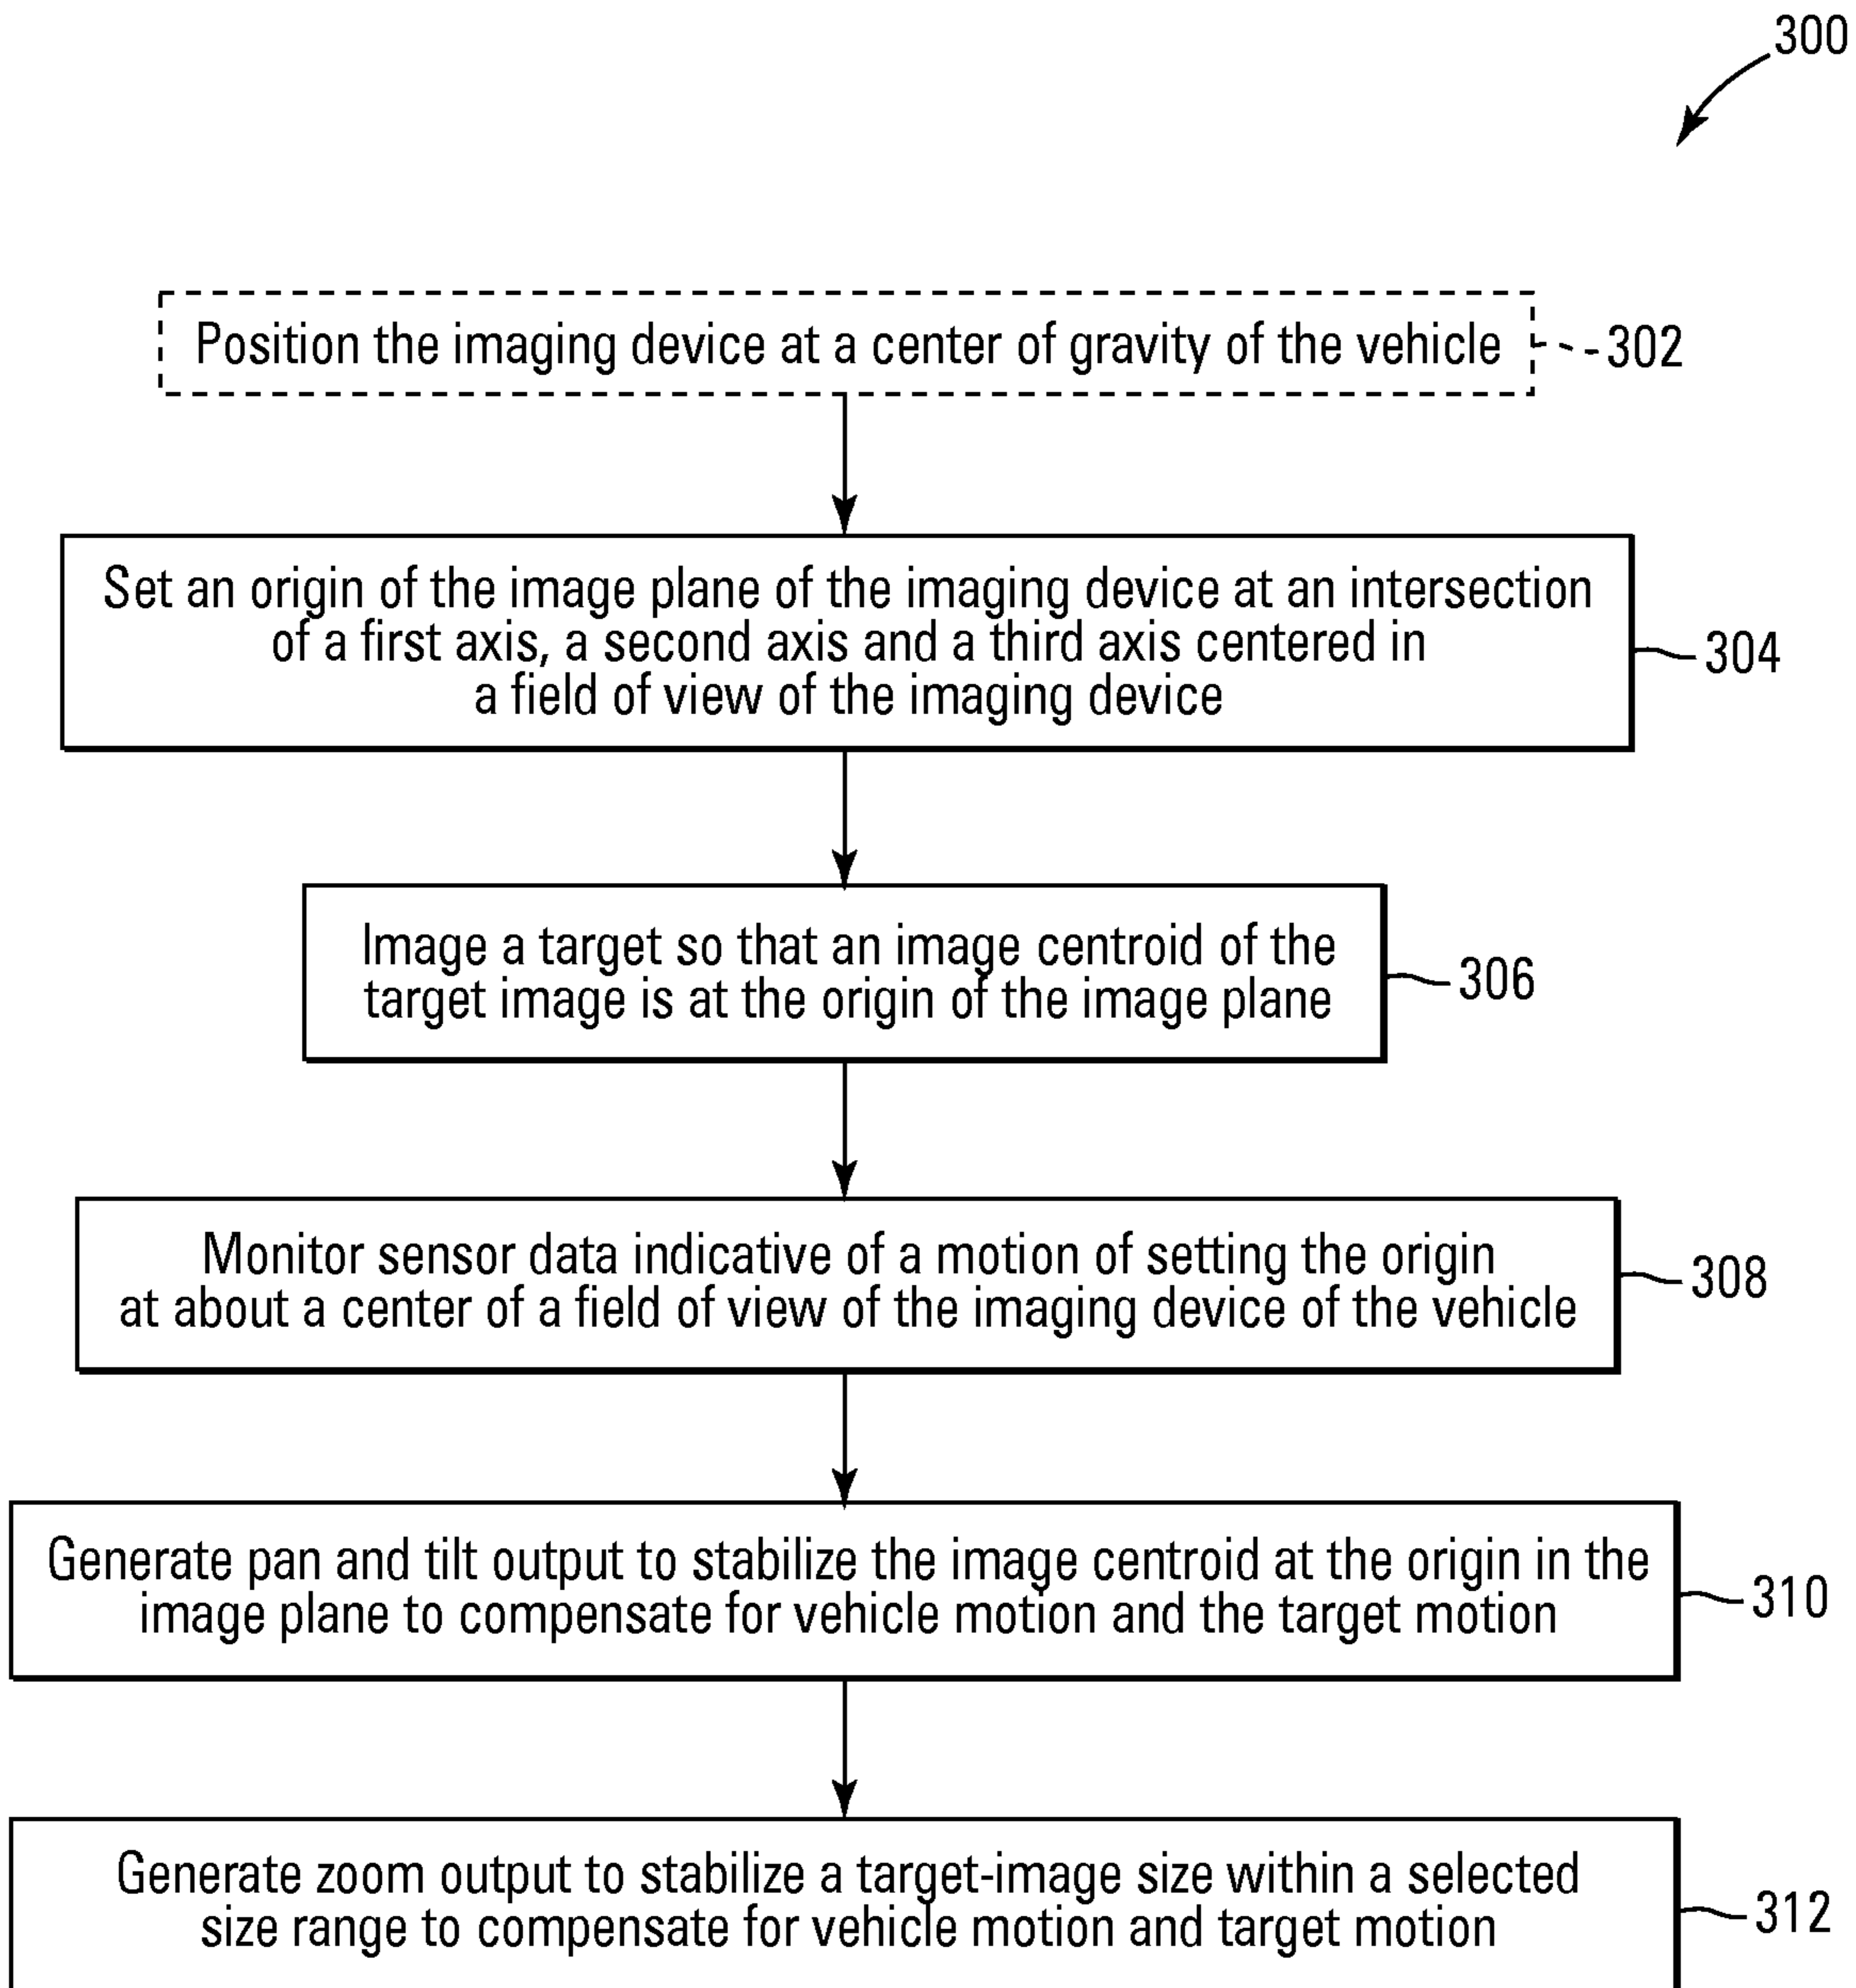 300
Position the imaging device at a center of gravity of the vehicle
302
Set an origin of the image plane of the imaging device at an intersection
of a first axis, a second axis and a third axis centered in
a field of view of the imaging device
304
Image a target so that an image centroid of the
target image is at the origin of the image plane
306
Monitor sensor data indicative of a motion of setting the origin
at about a center of a field of view of the imaging device of the vehicle
308
Generate pan and tilt output to stabilize the image centroid at the origin in the
image plane to compensate for vehicle motion and the target motion
310
Generate zoom output to stabilize a target-image size within a selected
size range to compensate for vehicle motion and target motion
312